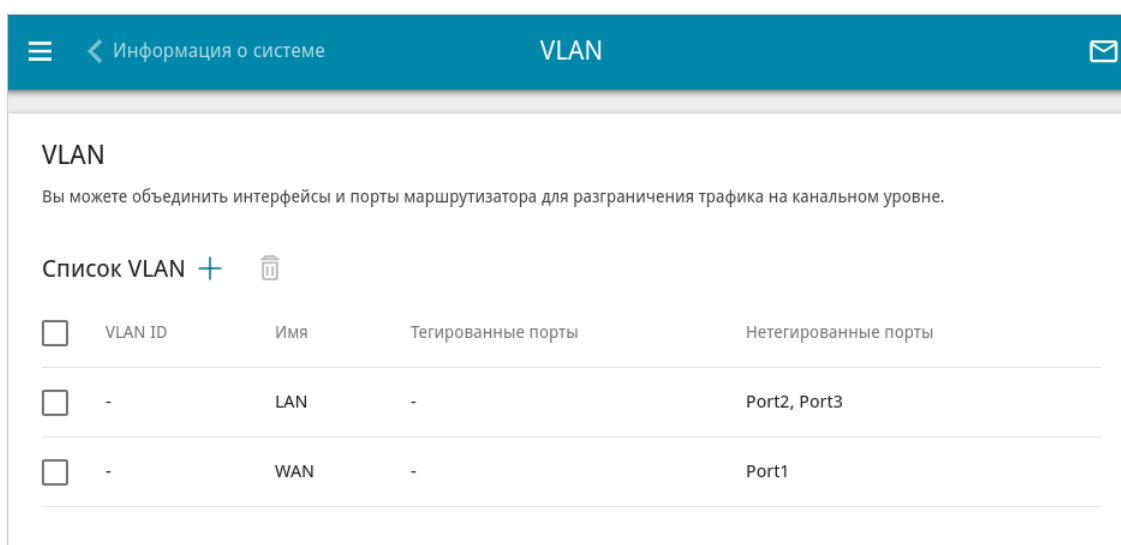 Информация о системе VLAN
VLAN
Вы можете объединить интерфейсы и порты маршрутизатора для разграничения трафика на канальном уровне.
Список VLAN
VLAN ID Имя Тегированные порты Нетегированные порты
- LAN - Port2, Port3
- WAN - Port1